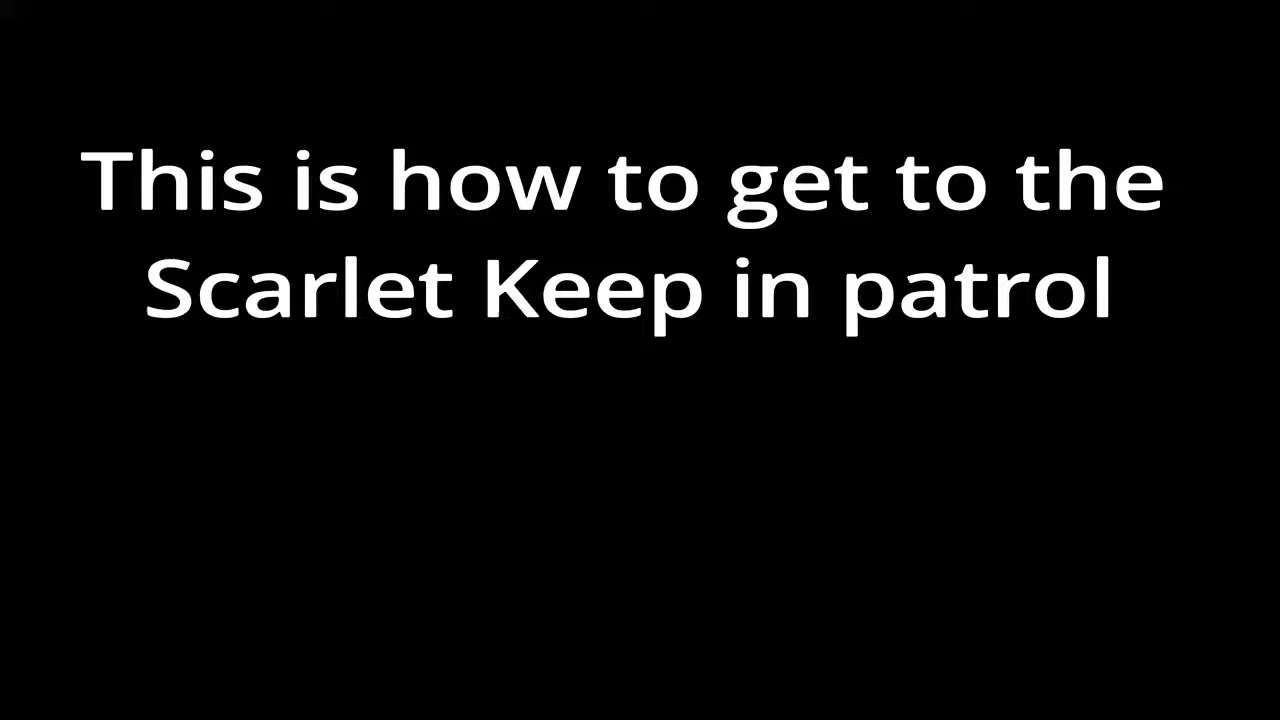 This is how to get to the
Scarlet Keep in patrol